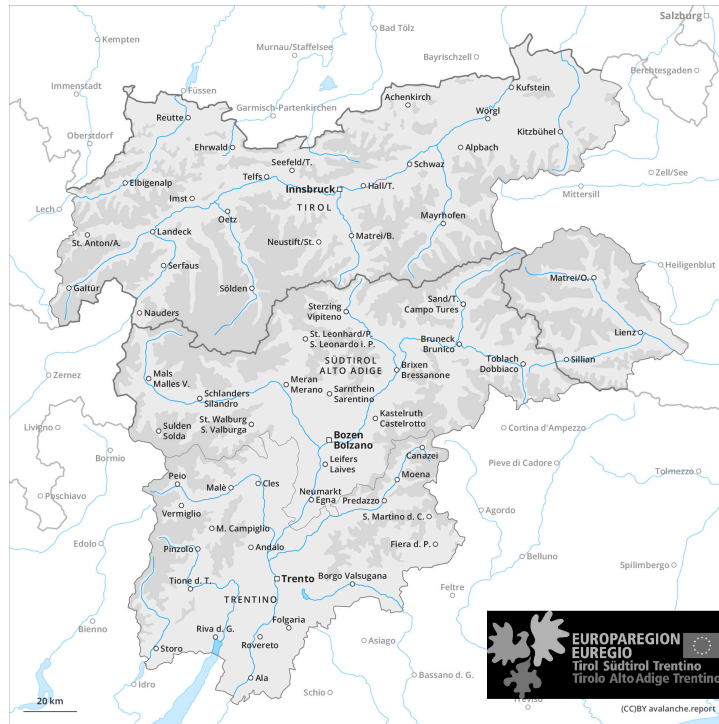 Salzburg
Bad Tölz
Kempten
Murnau/Staffelsee
Bayrischzell
Berchtesgaden
Immenstadt
Füssen
Kufstein
Achenkirch
Garmisch-Partenkirchen
Reutte
Wörgl
Oberstdorf
Kitzbühel
Ehrwald
Alpbach
Seefeld/T.
Schwaz
Zell/See
Telfs
Elbigenalp
Innsbruck
Hall/T.
Mittersill
Imst
TIROL
Lech
Oetz
Mayrhofen
Landeck
Matrei/B.
St. Anton/A.
Neustift/St.
Serfaus
Heiligenblut
Matrei/O.
Galtür
Sölden
Sand/T.
Campo Tures
Nauders
Sterzing
Vipiteno
Lienz
St. Leonhard/P.
S. Leonardo i. P.
Bruneck
Brunico
SÜDTIROL
ALTO ADIGE
Toblach
Dobbiaco
Sillian
Brixen
Bressanone
Zernez
Mals
Malles V.
Meran
Merano
Sarnthein
Sarentino
Schlanders
Silandro
Kastelruth
Castelrotto
St. Walburg
S. Valburga
Livigno
Sulden
Solda
Cortina d'Ampezzo
Bozen
Bolzano
Canazei
Bormio
Leifers
Laives
Pieve di Cadore
Tolmezzo
Peio
Moena
Malè
Cles
Neumarkt
Egna
Predazzo
Poschiavo
Vermiglio
Agordo
S. Martino d. C.
M. Campiglio
Edolo
Pinzolo
Andalo
Fiera d. P.
Belluno
Spilimbergo
Trento
Borgo Valsugana
Tione d. T.
Feltre
TRENTINO
Folgaria
Bienno
Riva d. G.
Rovereto
Storo
Asiago
EUROPAREGION
EUREGIO
Tirol Südtirol Trentino
Tirolo Alto Adige Trentino
Idro
Ala
Bassano d. G.
Schio
Treviso
20 km
(CC)BY avalanche.report